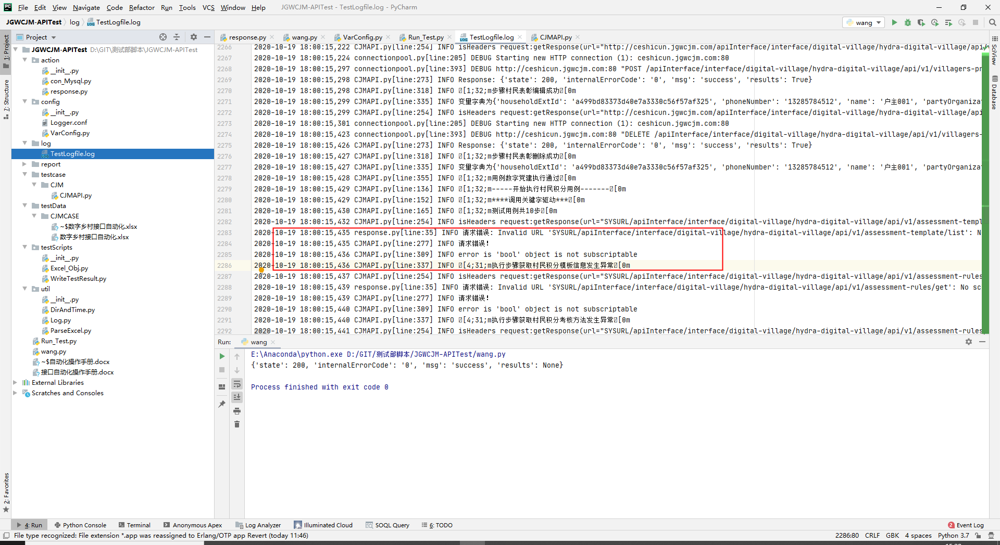 File Edit View Navigate Code Refactor Run Tools VCS Window Help JGWCJM-APITest - TestLogfile.log - PyCharm
JGWCJM-APITest log TestLogfile.log wang
Project
response.py wang.py VarConfig.py Run_Test.py TestLogfile.log CJMAPI.py
1: Project
7: Structure
2: Favorites
SciView
Database
JGWCJM-APITest D:\GIT\测试部脚本\JGWCJM-APITest
action
__init__.py
con_Mysql.py
response.py
config
__init__.py
Logger.conf
VarConfig.py
log
TestLogfile.log
report
testcase
CJM
CJMAPI.py
testData
CJMCASE
~$数字乡村接口自动化.xlsx
数字乡村接口自动化.xlsx
testScripts
__init__.py
Excel_Obj.py
WriteTestResult.py
util
__init__.py
DirAndTime.py
Log.py
ParseExcel.py
Run_Test.py
wang.py
~$自动化操作手册.docx
接口自动化操作手册.docx
External Libraries
Scratches and Consoles
2266 2020-10-19 18:00:15,222 CJMAPI.py[line:254] INFO isHeaders request:getResponse(url="http://ceshicun.jgwcjm.com/apiInterface/interface/digital-village/hydra-digital-village/api/v
2267 2020-10-19 18:00:15,224 connectionpool.py[line:205] DEBUG Starting new HTTP connection (1): ceshicun.jgwcjm.com:80
2268 2020-10-19 18:00:15,297 connectionpool.py[line:393] DEBUG http://ceshicun.jgwcjm.com:80 "POST /apiInterface/interface/digital-village/hydra-digital-village/api/v1/villagers-pr
2269 2020-10-19 18:00:15,298 CJMAPI.py[line:273] INFO Response: {'state': 200, 'internalErrorCode': '0', 'msg': 'success', 'results': True}
2270 2020-10-19 18:00:15,298 CJMAPI.py[line:318] INFO [1;32;m步骤村民表彰编辑成功[0m
2271 2020-10-19 18:00:15,299 CJMAPI.py[line:335] INFO 变量字典为{'householdExtId': 'a499bd83373d40e7a3330c56f57af325', 'phoneNumber': '13285784512', 'name': '户主001', 'partyOrganiza
2272 2020-10-19 18:00:15,299 CJMAPI.py[line:254] INFO isHeaders request:getResponse(url="http://ceshicun.jgwcjm.com/apiInterface/interface/digital-village/hydra-digital-village/api
2273 2020-10-19 18:00:15,301 connectionpool.py[line:205] DEBUG Starting new HTTP connection (1): ceshicun.jgwcjm.com:80
2274 2020-10-19 18:00:15,423 connectionpool.py[line:393] DEBUG http://ceshicun.jgwcjm.com:80 "DELETE /apiInterface/interface/digital-village/hydra-digital-village/api/v1/villagers-
2275 2020-10-19 18:00:15,426 CJMAPI.py[line:273] INFO Response: {'state': 200, 'internalErrorCode': '0', 'msg': 'success', 'results': True}
2276 2020-10-19 18:00:15,427 CJMAPI.py[line:318] INFO [1;32;m步骤村民表彰删除成功[0m
2277 2020-10-19 18:00:15,427 CJMAPI.py[line:335] INFO 变量字典为{'householdExtId': 'a499bd83373d40e7a3330c56f57af325', 'phoneNumber': '13285784512', 'name': '户主001', 'partyOrganiza
2278 2020-10-19 18:00:15,428 CJMAPI.py[line:355] INFO [1;32;m用例数字党建执行通过[0m
2279 2020-10-19 18:00:15,429 CJMAPI.py[line:136] INFO [1;32;m-----开始执行村民积分用例-------[0m
2280 2020-10-19 18:00:15,429 CJMAPI.py[line:152] INFO [1;32;m****调用关键字驱动***[0m
2281 2020-10-19 18:00:15,430 CJMAPI.py[line:165] INFO [1;32;m测试用例共10步[0m
2282 2020-10-19 18:00:15,432 CJMAPI.py[line:254] INFO isHeaders request:getResponse(url="SYSURL/apiInterface/interface/digital-village/hydra-digital-village/api/v1/assessment-templ
2283 2020-10-19 18:00:15,435 response.py[line:35] INFO 请求错误: Invalid URL 'SYSURL/apiInterface/interface/digital-village/hydra-digital-village/api/v1/assessment-template/list': N
2284 2020-10-19 18:00:15,435 CJMAPI.py[line:277] INFO 请求错误!
2285 2020-10-19 18:00:15,436 CJMAPI.py[line:309] INFO error is 'bool' object is not subscriptable
2286 2020-10-19 18:00:15,436 CJMAPI.py[line:337] INFO [4;31;m执行步骤获取村民积分模板信息发生异常[0m
2287 2020-10-19 18:00:15,437 CJMAPI.py[line:254] INFO isHeaders request:getResponse(url="SYSURL/apiInterface/interface/digital-village/hydra-digital-village/api/v1/assessment-rules
2288 2020-10-19 18:00:15,439 response.py[line:35] INFO 请求错误: Invalid URL 'SYSURL/apiInterface/interface/digital-village/hydra-digital-village/api/v1/assessment-rules/get': No sc
2289 2020-10-19 18:00:15,439 CJMAPI.py[line:277] INFO 请求错误!
2290 2020-10-19 18:00:15,440 CJMAPI.py[line:309] INFO error is 'bool' object is not subscriptable
2291 2020-10-19 18:00:15,440 CJMAPI.py[line:337] INFO [4;31;m执行步骤获取村民积分考核方法发生异常[0m
2292 2020-10-19 18:00:15,441 CJMAPI.py[line:254] INFO isHeaders request:getResponse(url="SYSURL/apiInterface/interface/digital-village/hydra-digital-village/api/v1/assessment-rules
Run: wang
E:\Anaconda\python.exe D:/GIT/测试部脚本/JGWCJM-APITest/wang.py
{'state': 200, 'internalErrorCode': '0', 'msg': 'success', 'results': None}
Process finished with exit code 0
4: Run Python Console Terminal Anonymous Apex Log Analyzer Illuminated Cloud SOQL Query 6: TODO 2 Event Log
File type recognized: File extension *.app was reassigned to Erlang/OTP app Revert (today 11:46) 2286:80 CRLF GBK 4 spaces Python 3.7